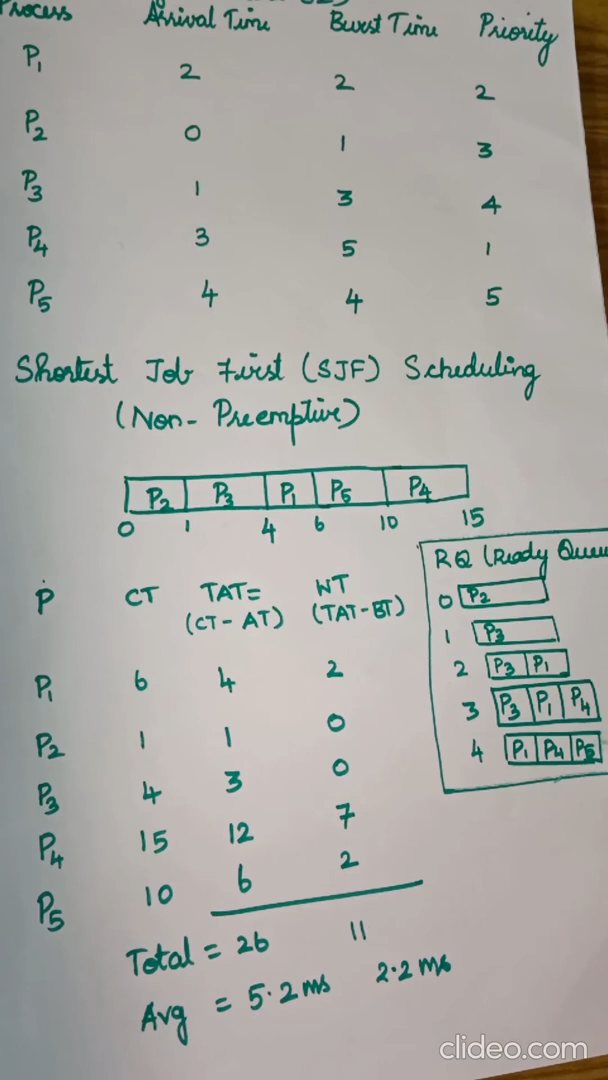 Process Arrival Time Burst Time Priority
P1 2 2 2
P2 0 1 3
P3 1 3 4
P4 3 5 1
P5 4 4 5
Shortest Job First (SJF) Scheduling
(Non-Preemptive)
P2 P3 P1 P5 P4
0 1 4 6 10 15
RQ (Ready Queue
0 P2
1 P3
2 P3 P1
3 P3 P1 P4
4 P1 P4 P5
P CT TAT= WT
(CT-AT) (TAT-BT)
P1 6 4 2
P2 1 1 0
P3 4 3 0
P4 15 12 7
P5 10 6 2
Total = 26 11
Avg = 5.2 ms 2.2 ms
clideo.com